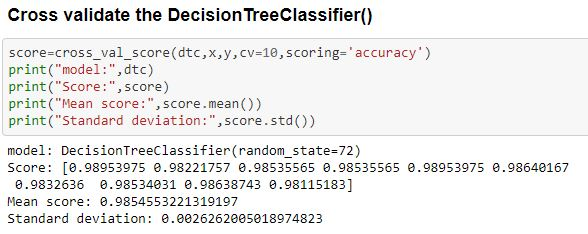 Cross validate the DecisionTreeClassifier()
score=cross_val_score(dtc,x,y,cv=10,scoring='accuracy')
print("model:",dtc)
print("Score:",score)
print("Mean score:",score.mean())
print("Standard deviation:",score.std())
model: DecisionTreeClassifier(random_state=72)
Score: [0.98953975 0.98221757 0.98535565 0.98535565 0.98953975 0.98640167
 0.9832636  0.98534031 0.98638743 0.98115183]
Mean score: 0.9854553221319197
Standard deviation: 0.0026262005018974823